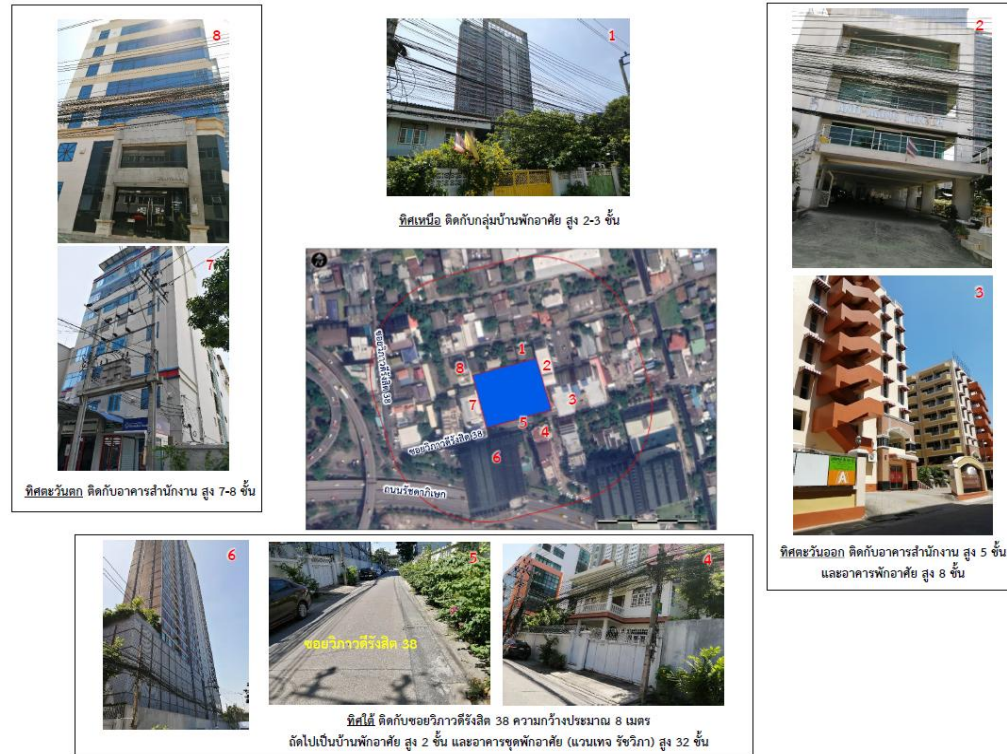 8
1
2
ทิศเหนือ ติดกับกลุ่มบ้านพักอาศัย สูง 2-3 ชั้น
7
3
A
ทิศตะวันตก ติดกับอาคารสำนักงาน สูง 7-8 ชั้น
ซอยวิภาวดีรังสิต 38
1
2
8
3
7
5
4
ซอยวิภาวดีรังสิต 38
6
ถนนรัชดาภิเษก
ทิศตะวันออก ติดกับอาคารสำนักงาน สูง 5 ชั้น
และอาคารพักอาศัย สูง 8 ชั้น
6
5
4
ซอยวิภาวดีรังสิต 38
ทิศใต้ ติดกับซอยวิภาวดีรังสิต 38 ความกว้างประมาณ 8 เมตร
ถัดไปเป็นบ้านพักอาศัย สูง 2 ชั้น และอาคารชุดพักอาศัย (แวนเทจ รัชวิภา) สูง 32 ชั้น